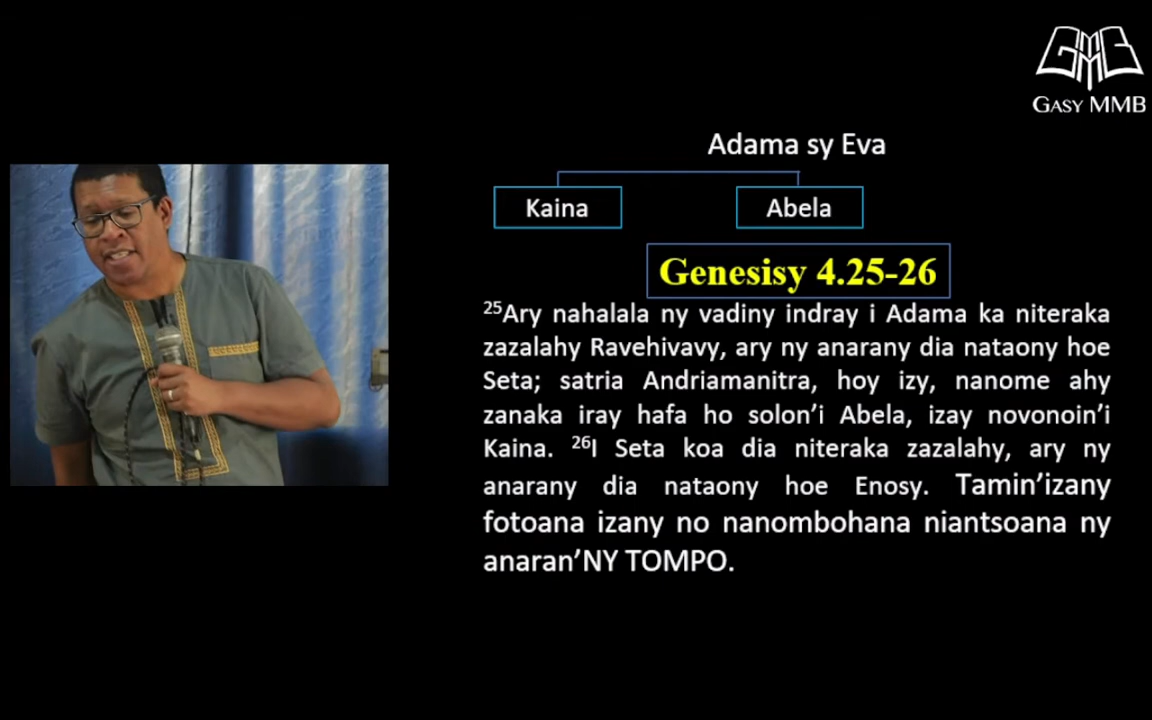 GMMB
GASY MMB
Adama sy Eva
Kaina
Abela
Genesisy 4.25-26
²⁵Ary nahalala ny vadiny indray i Adama ka niteraka
zazalahy Ravehivavy, ary ny anarany dia nataony hoe
Seta; satria Andriamanitra, hoy izy, nanome ahy
zanaka iray hafa ho solon’i Abela, izay novonoin’i
Kaina. ²⁶I Seta koa dia niteraka zazalahy, ary ny
anarany dia nataony hoe Enosy. Tamin’izany
fotoana izany no nanombohana niantsoana ny
anaran’NY TOMPO.